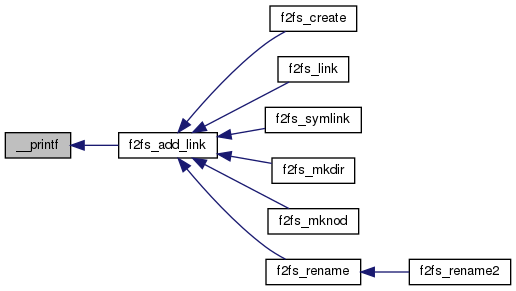 f2fs_create
f2fs_link
f2fs_symlink
__printf
f2fs_add_link
f2fs_mkdir
f2fs_mknod
f2fs_rename
f2fs_rename2